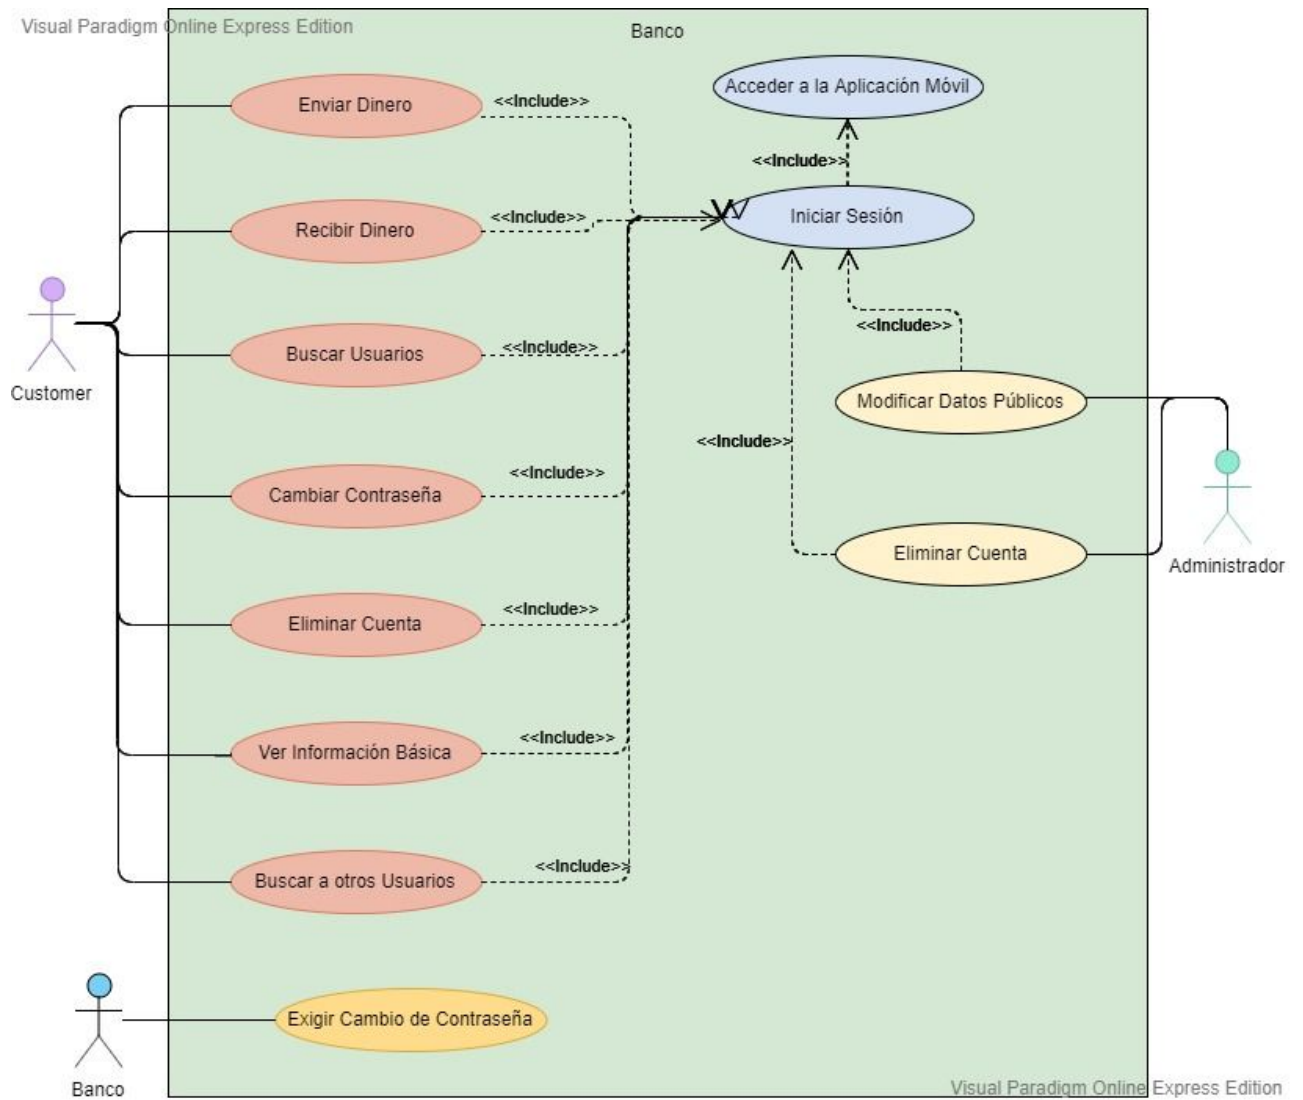 Visual Paradigm Online Express Edition
Banco
Enviar Dinero
<<Include>>
Acceder a la Aplicación Móvil
<<Include>>
Recibir Dinero
<<Include>>
Iniciar Sesión
Buscar Usuarios
<<Include>>
<<Include>>
Customer
Modificar Datos Públicos
<<Include>>
Cambiar Contraseña
<<Include>>
Eliminar Cuenta
Administrador
Eliminar Cuenta
<<Include>>
Ver Información Básica
<<Include>>
Buscar a otros Usuarios
<<Include>>
Exigir Cambio de Contraseña
Banco
Visual Paradigm Online Express Edition